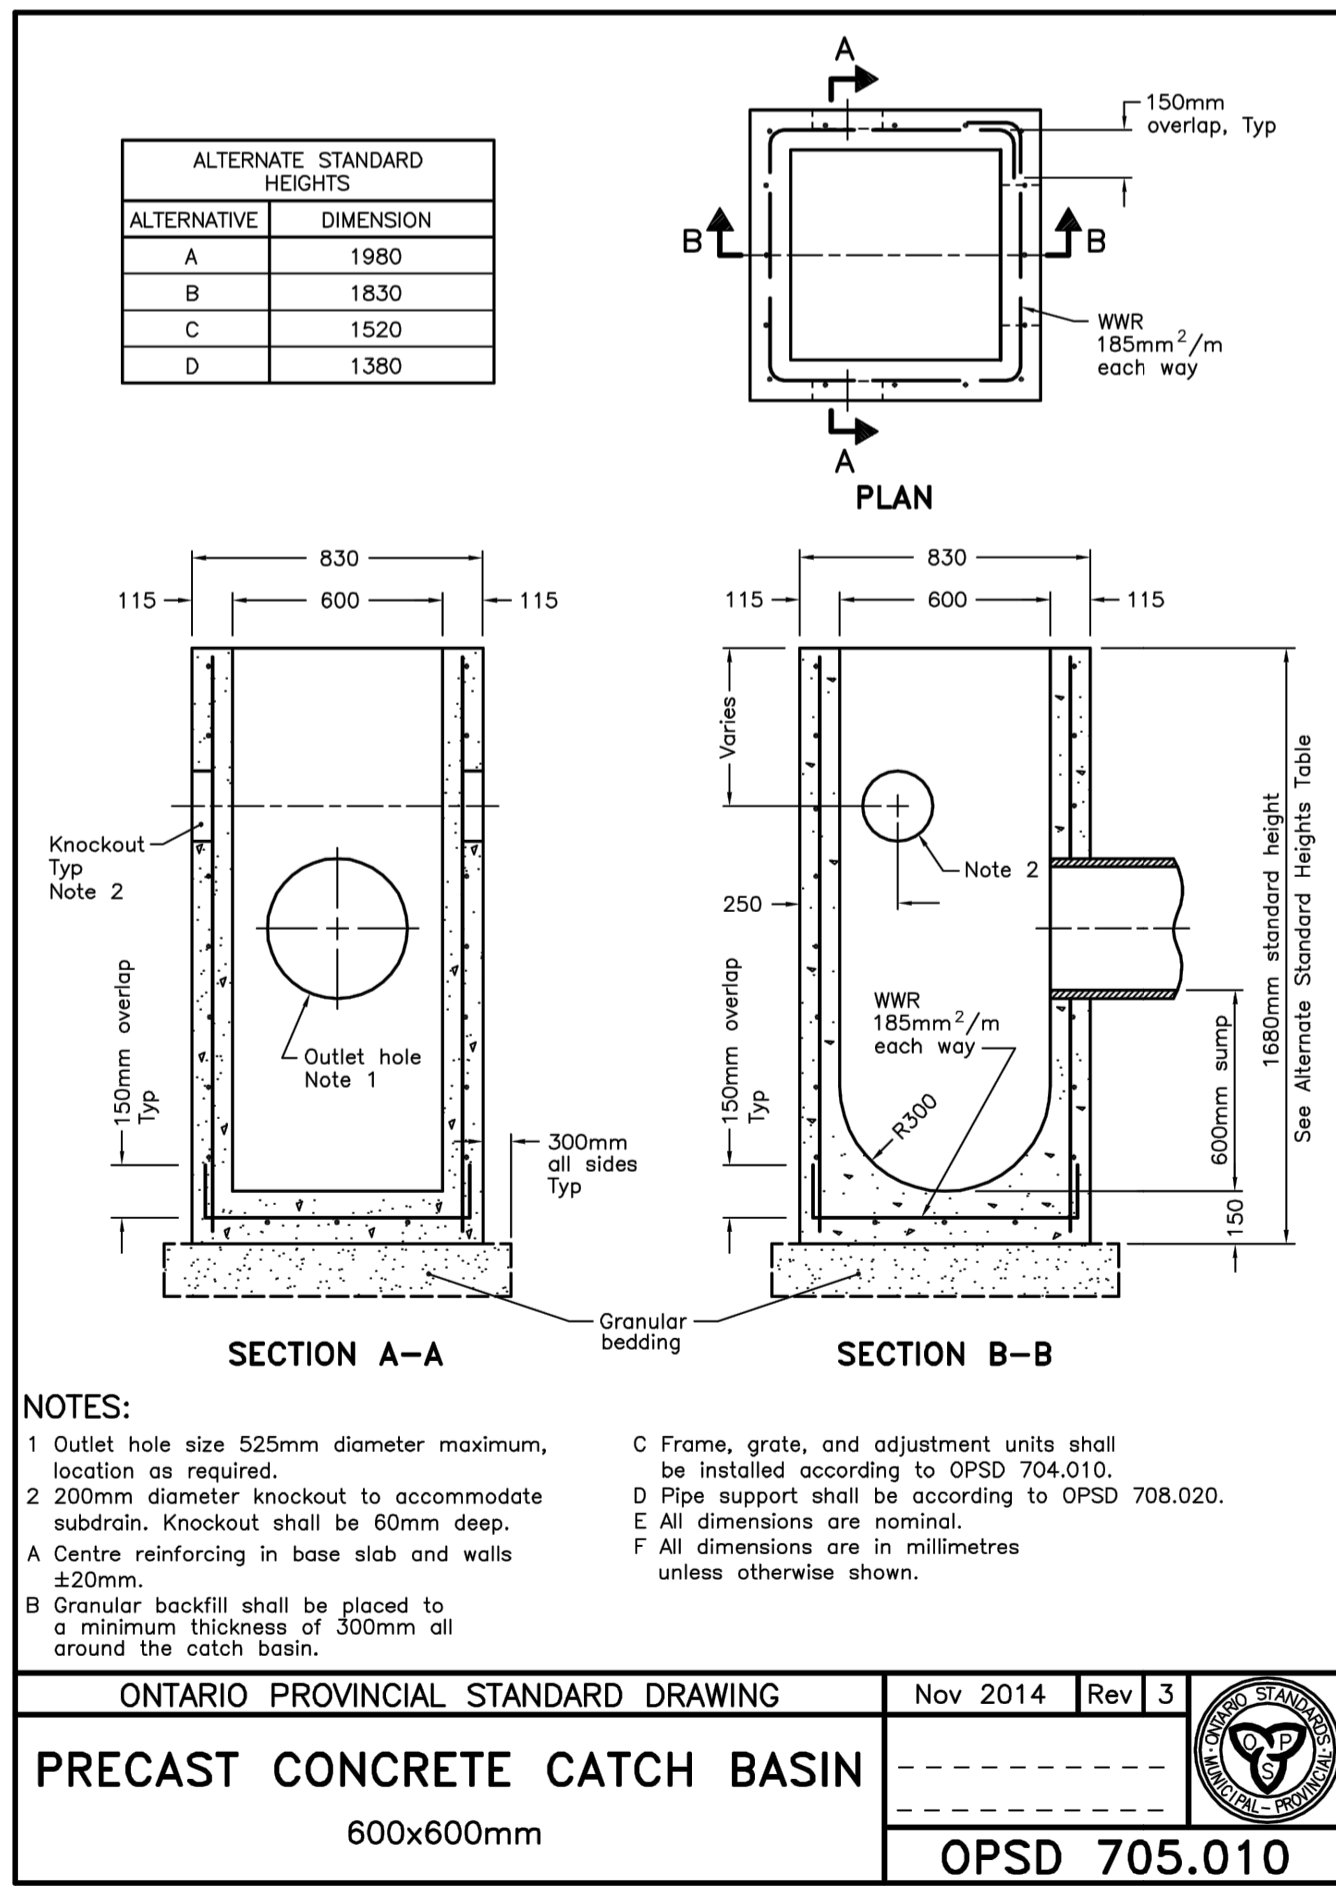 ALTERNATE STANDARD
HEIGHTS
ALTERNATIVE DIMENSION
A 1980
B 1830
C 1520
D 1380
A
150mm
overlap, Typ
B
B
WWR
185mm²/m
each way
A
PLAN
830
115
600
115
Knockout
Typ
Note 2
Outlet hole
Note 1
150mm overlap
Typ
300mm
all sides
Typ
SECTION A–A
830
115
600
115
Varies
Note 2
250
WWR
185mm²/m
each way
150mm overlap
Typ
R300
600mm sump
150
1680mm standard height
See Alternate Standard Heights Table
Granular
bedding
SECTION B–B
NOTES:
1 Outlet hole size 525mm diameter maximum,
location as required.
2 200mm diameter knockout to accommodate
subdrain. Knockout shall be 60mm deep.
A Centre reinforcing in base slab and walls
±20mm.
B Granular backfill shall be placed to
a minimum thickness of 300mm all
around the catch basin.
C Frame, grate, and adjustment units shall
be installed according to OPSD 704.010.
D Pipe support shall be according to OPSD 708.020.
E All dimensions are nominal.
F All dimensions are in millimetres
unless otherwise shown.
ONTARIO PROVINCIAL STANDARD DRAWING
Nov 2014 Rev 3
PRECAST CONCRETE CATCH BASIN
600x600mm
ONTARIO STANDARDS
MUNICIPAL – PROVINCIAL
O P
S
OPSD 705.010